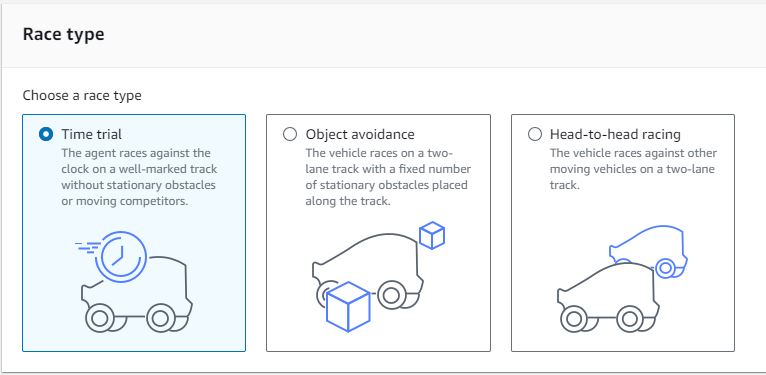 Race type
Choose a race type
Time trial
The agent races against the
clock on a well-marked track
without stationary obstacles
or moving competitors.
Object avoidance
The vehicle races on a two-
lane track with a fixed number
of stationary obstacles placed
along the track.
Head-to-head racing
The vehicle races against other
moving vehicles on a two-lane
track.